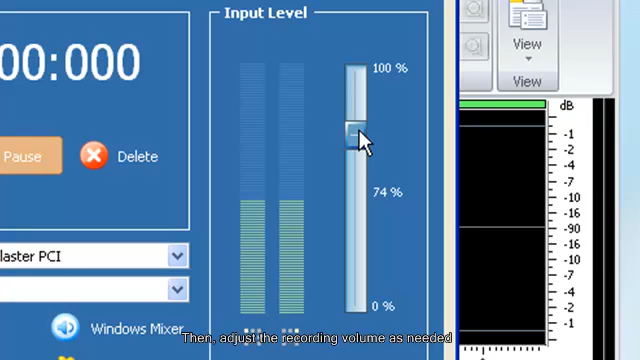 Input Level
00:000
100 %
74 %
0 %
Pause
Delete
laster PCI
Windows Mixer
View
View
dB
-1
-2
-4
-7
-10
-16
-90
-16
-10
-7
-4
-2
-1
Then, adjust the recording volume as needed